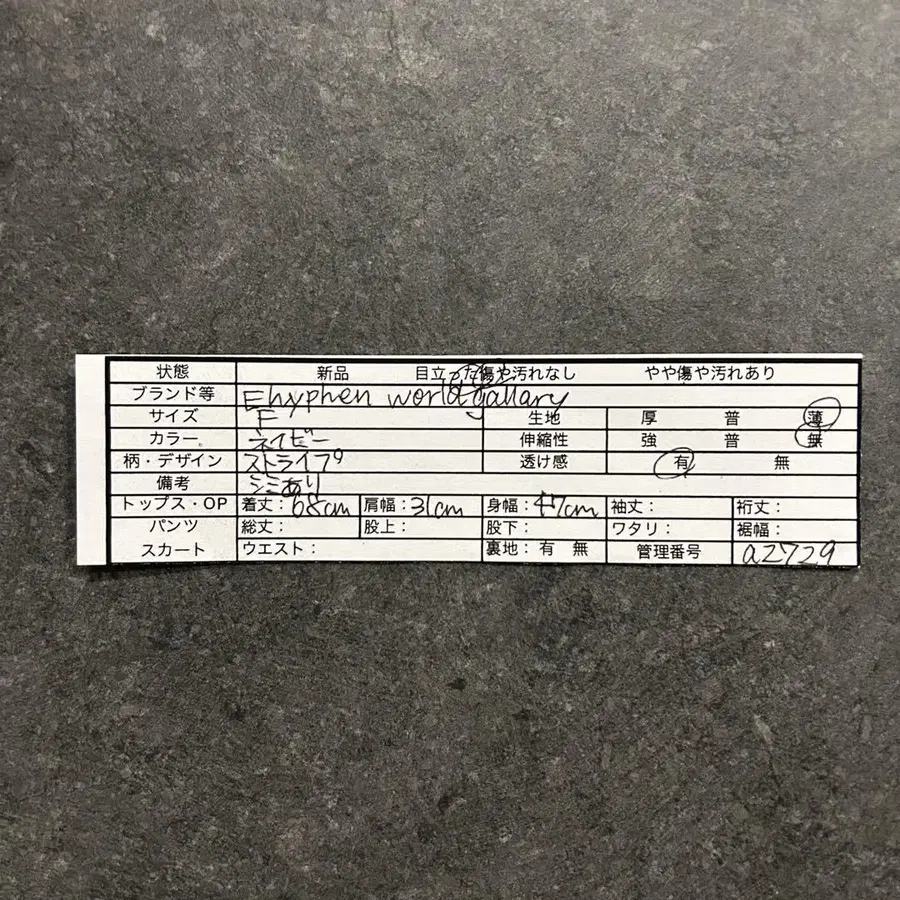 状態 新品 目立った傷や汚れなし やや傷や汚れあり
ブランド等 Ehyphen world gallary
サイズ F 生地 厚 普 薄
カラー ネイビー 伸縮性 強 普 無
柄・デザイン ストライプ 透け感 有 無
備考 シミあり
トップス・OP 着丈：68cm 肩幅：31cm 身幅：47cm 袖丈： 裄丈：
パンツ 総丈： 股上： 股下： ワタリ： 裾幅：
スカート ウエスト： 裏地：有 無 管理番号 a2729